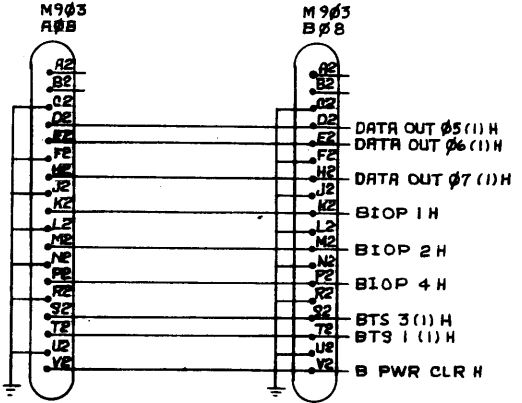 M9Ø3 M9Ø3
AØ8 BØ8
A2 A2
B2 B2
C2 C2
D2 D2 DATA OUT Ø5(1)H
E2 E2 DATA OUT Ø6(1)H
F2 F2
H2 H2 DATA OUT Ø7(1)H
J2 J2
K2 K2 BIOP 1H
L2 L2
M2 M2 BIOP 2H
N2 N2
P2 P2 BIOP 4H
R2 R2
S2 S2 BTS 3(1)H
T2 T2 BTS 1(1)H
U2 U2
V2 V2 B PWR CLR H